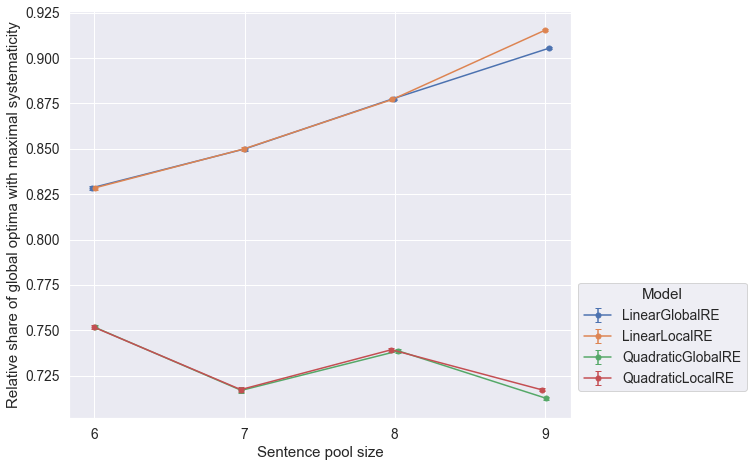 Relative share of global optima with maximal systematicity
0.925
0.900
0.875
0.850
0.825
0.800
0.775
0.750
0.725
6 7 8 9
Sentence pool size
Model
LinearGlobalRE
LinearLocalRE
QuadraticGlobalRE
QuadraticLocalRE